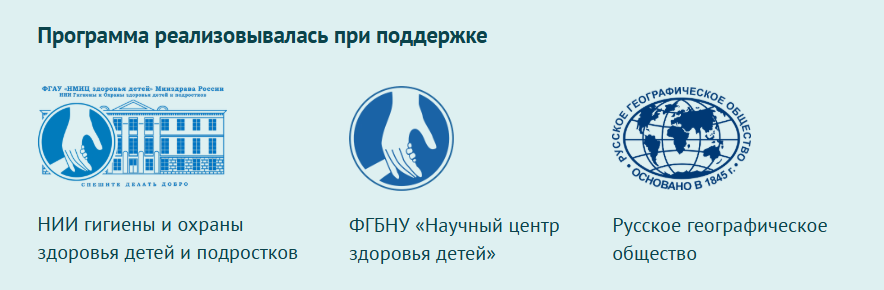 Программа реализовывалась при поддержке
ФГАУ «НМИЦ здоровья детей» Минздрава России
НИИ Гигиены и Охраны здоровья детей и подростков
СПЕШИТЕ ДЕЛАТЬ ДОБРО
НИИ гигиены и охраны
здоровья детей и подростков
ФГБНУ «Научный центр
здоровья детей»
РУССКОЕ ГЕОГРАФИЧЕСКОЕ ОБЩЕСТВО
• ОСНОВАНО В 1845 г. •
Русское географическое
общество